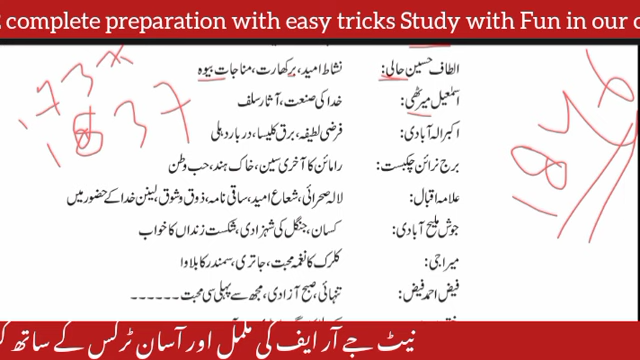 complete preparation with easy tricks Study with Fun in our
الطاف حسین حالی: نشاط امید، برکھارت، مناجات بیوہ
اسمٰعیل میرٹھی: خدا کی صنعت، آثار سلف
اکبر الہ آبادی: فرضی لطیفہ، برق کلیسا، دربار دہلی
برج نرائن چکبست: رامائن کا آخری سین، خاک ہند، حب وطن
علامہ اقبال: لالہ صحرائی، شعاع امید، ساقی نامہ، ذوق و شوق، لینن خدا کے حضور میں
جوش ملیح آبادی: کسان، جنگل کی شہزادی، شکست زنداں کا خواب
میراجی: کلرک کا نغمہ محبت، جاتری، سمندر کا بلاوا
فیض احمد فیض: تنہائی، صبح آزادی، مجھ سے پہلی سی محبت ------
1837
نیٹ جے آر ایف کی مکمل اور آسان ٹرکس کے ساتھ